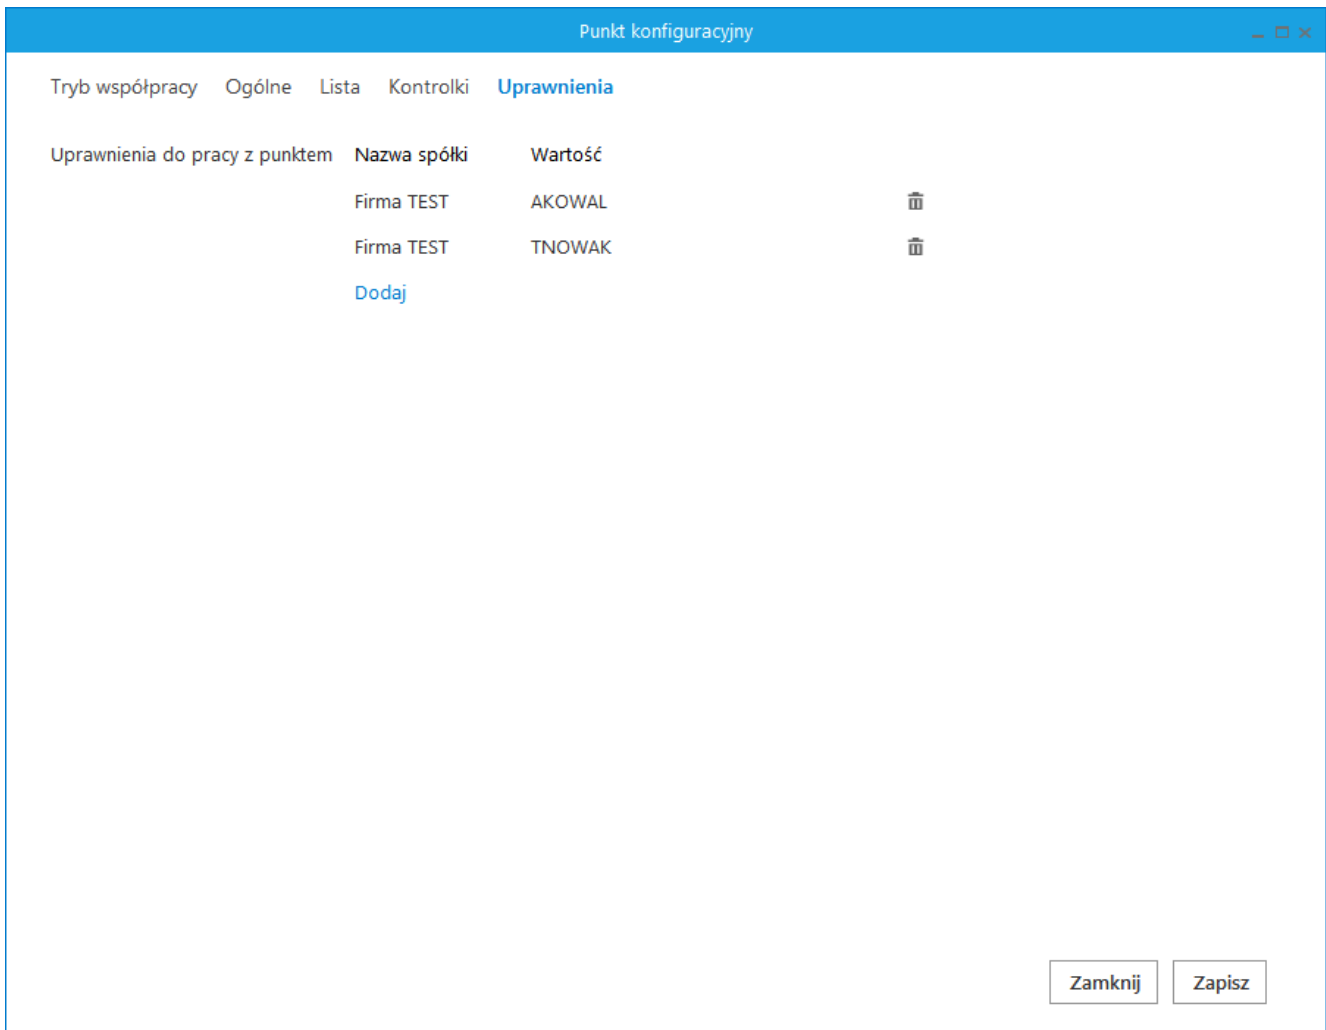 Punkt konfiguracyjny
Tryb współpracy Ogólne Lista Kontrolki Uprawnienia
Uprawnienia do pracy z punktem Nazwa spółki Wartość
Firma TEST AKOWAL
Firma TEST TNOWAK
Dodaj
Zamknij Zapisz